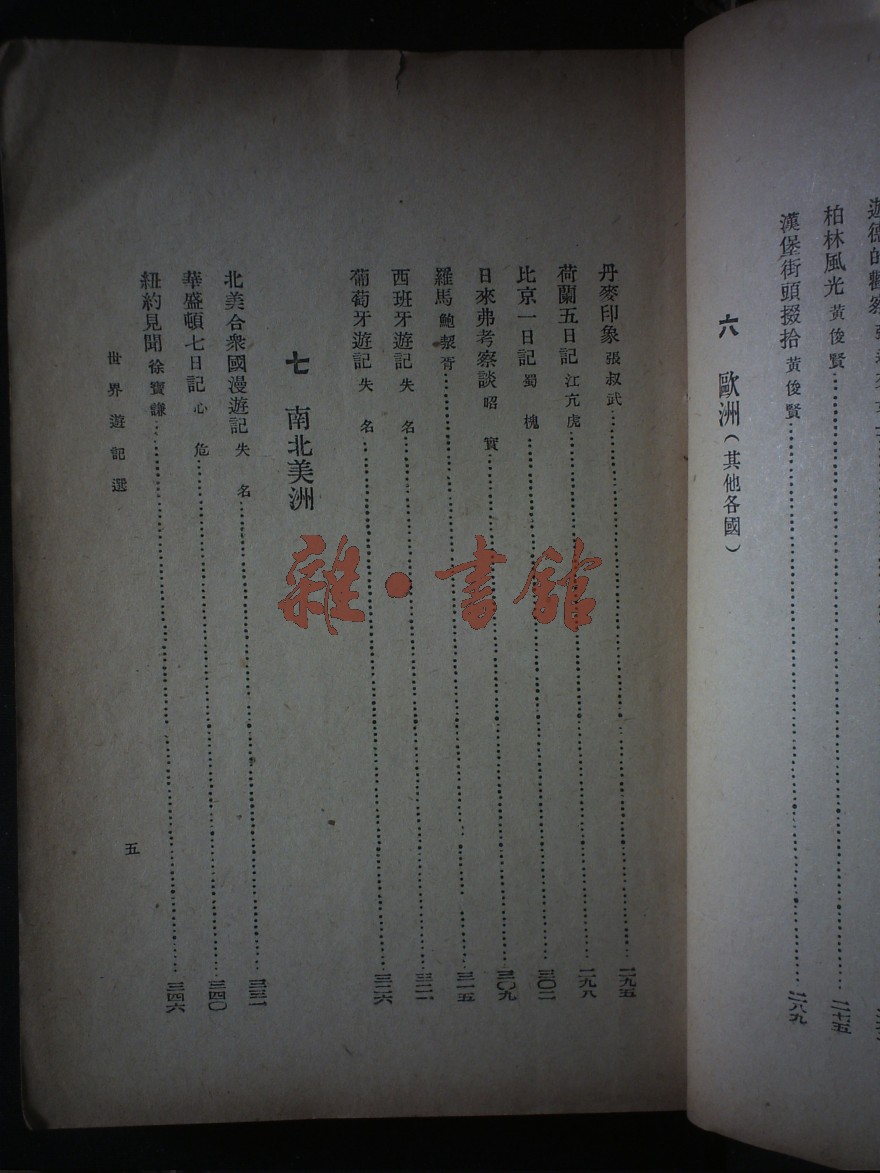 柏林風光 黃俊賢 二七五
漢堡街頭掇拾 黃俊賢 二八九
六 歐洲（其他各國）
丹麥印象 張叔武 二九五
荷蘭五日記 江亢虎 二九八
比京一日記 蜀槐 三〇二
日來弗考察談 昭實 三〇九
羅馬 鮑 三一五
西班牙遊記 失名 三二一
葡萄牙遊記 失名 三二六
七 南北美洲
北美合衆國漫遊記 失名 三三一
華盛頓七日記 心危 三四〇
紐約見聞 徐寶謙 三四六
世界遊記選
五
雜·書館